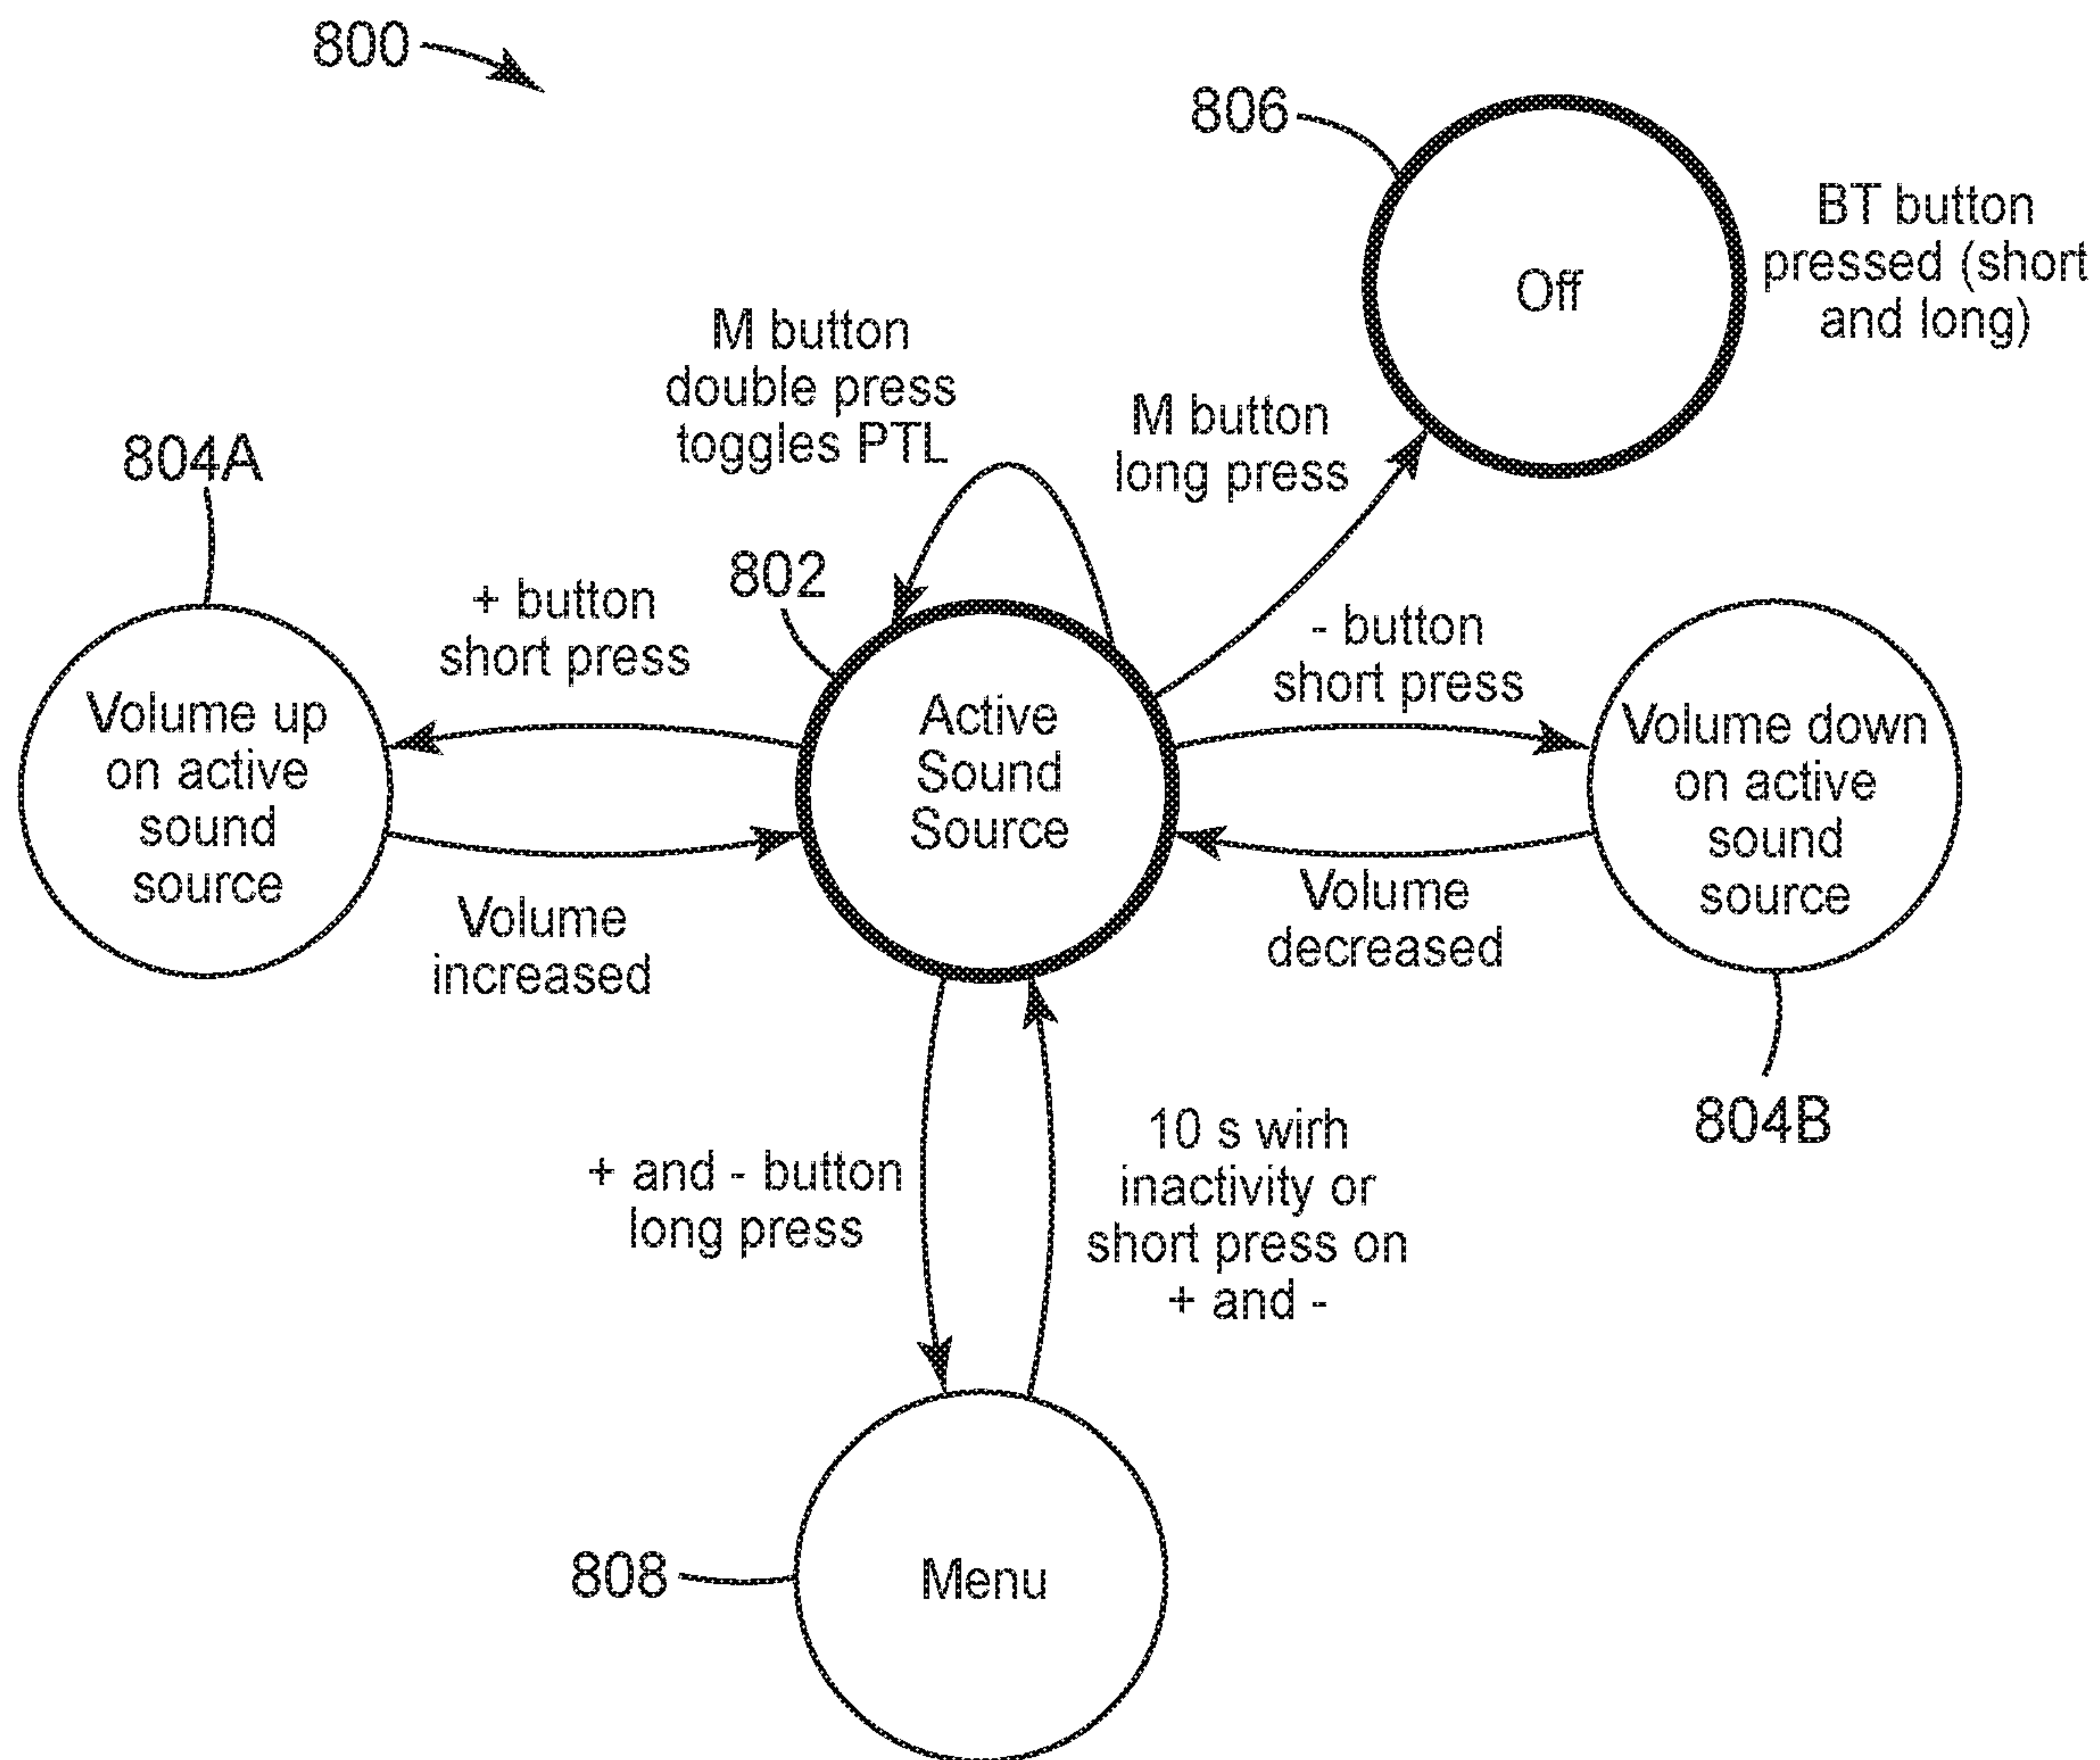 800
806
Off
BT button
pressed (short
and long)
M button
double press
toggles PTL
M button
long press
804A
802
+ button
short press
- button
short press
Volume up
on active
sound
source
Active
Sound
Source
Volume down
on active
sound
source
Volume
increased
Volume
decreased
804B
+ and - button
long press
10 s wirh
inactivity or
short press on
+ and -
808
Menu